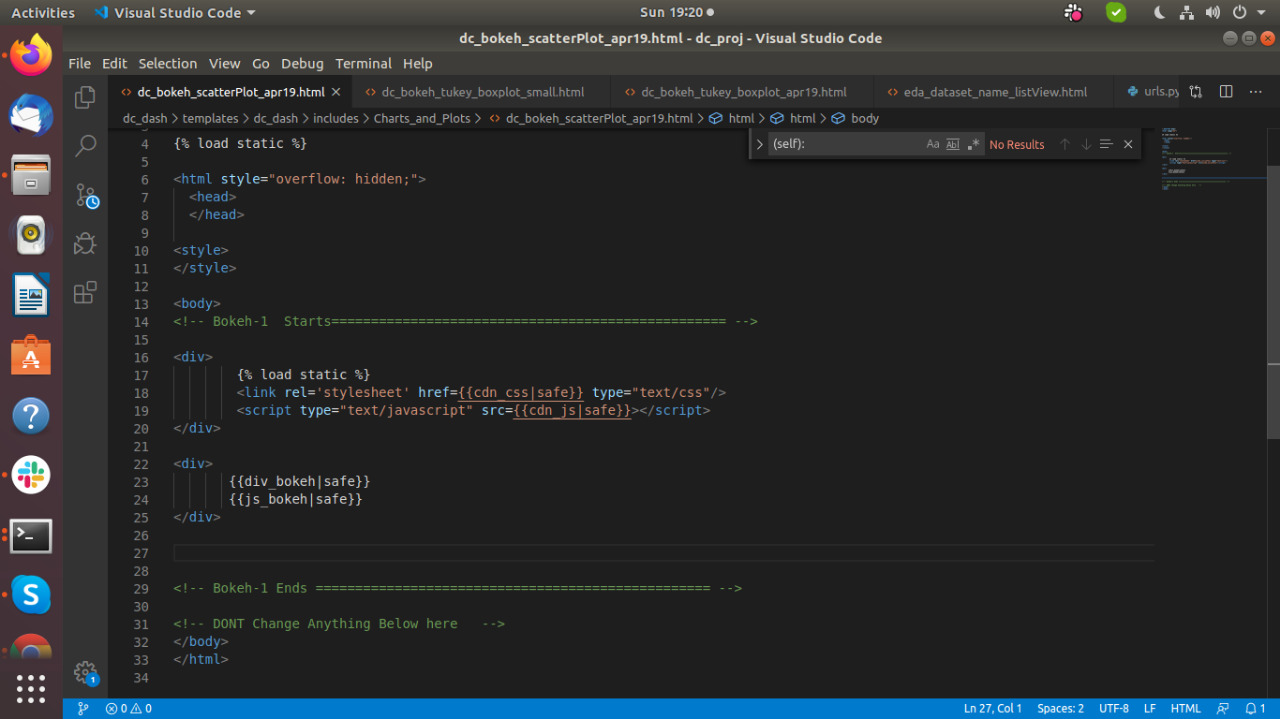 Activities Visual Studio Code Sun 19:20
dc_bokeh_scatterPlot_apr19.html - dc_proj - Visual Studio Code
File Edit Selection View Go Debug Terminal Help
dc_bokeh_scatterPlot_apr19.html dc_bokeh_tukey_boxplot_small.html dc_bokeh_tukey_boxplot_apr19.html eda_dataset_name_listView.html urls.py
dc_dash > templates > dc_dash > includes > Charts_and_Plots > dc_bokeh_scatterPlot_apr19.html > html > html > body
(self): Aa Abl .* No Results
4 {% load static %}
5
6 <html style="overflow: hidden;">
7 <head>
8 </head>
9
10 <style>
11 </style>
12
13 <body>
14 <!-- Bokeh-1  Starts================================================== -->
15
16 <div>
17 {% load static %}
18 <link rel='stylesheet' href={{cdn_css|safe}} type="text/css"/>
19 <script type="text/javascript" src={{cdn_js|safe}}></script>
20 </div>
21
22 <div>
23 {{div_bokeh|safe}}
24 {{js_bokeh|safe}}
25 </div>
26
27
28
29 <!-- Bokeh-1 Ends ================================================== -->
30
31 <!-- DONT Change Anything Below here   -->
32 </body>
33 </html>
34
1
0 0 Ln 27, Col 1 Spaces: 2 UTF-8 LF HTML 1